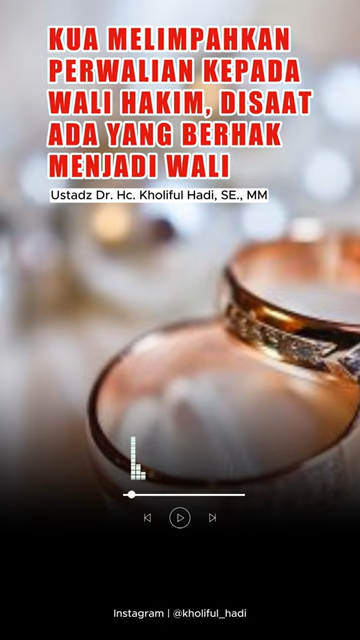 KUA MELIMPAHKAN
PERWALIAN KEPADA
WALI HAKIM, DISAAT
ADA YANG BERHAK
MENJADI WALI
Ustadz Dr. Hc. Kholiful Hadi, SE., MM
Instagram | @kholiful_hadi